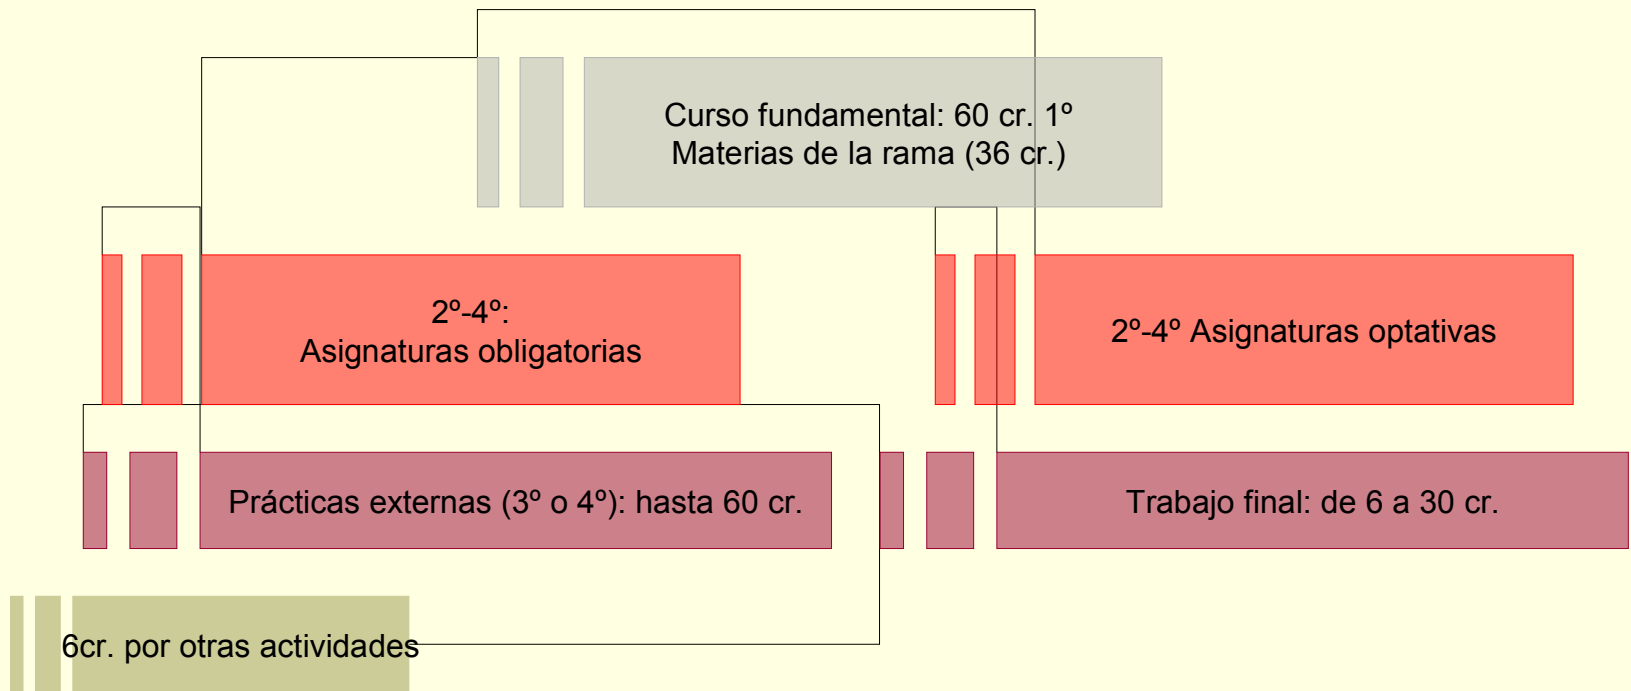 Curso fundamental: 60 cr. 1º
Materias de la rama (36 cr.)
2º-4º:
Asignaturas obligatorias
2º-4º Asignaturas optativas
Prácticas externas (3º o 4º): hasta 60 cr.
Trabajo final: de 6 a 30 cr.
6cr. por otras actividades